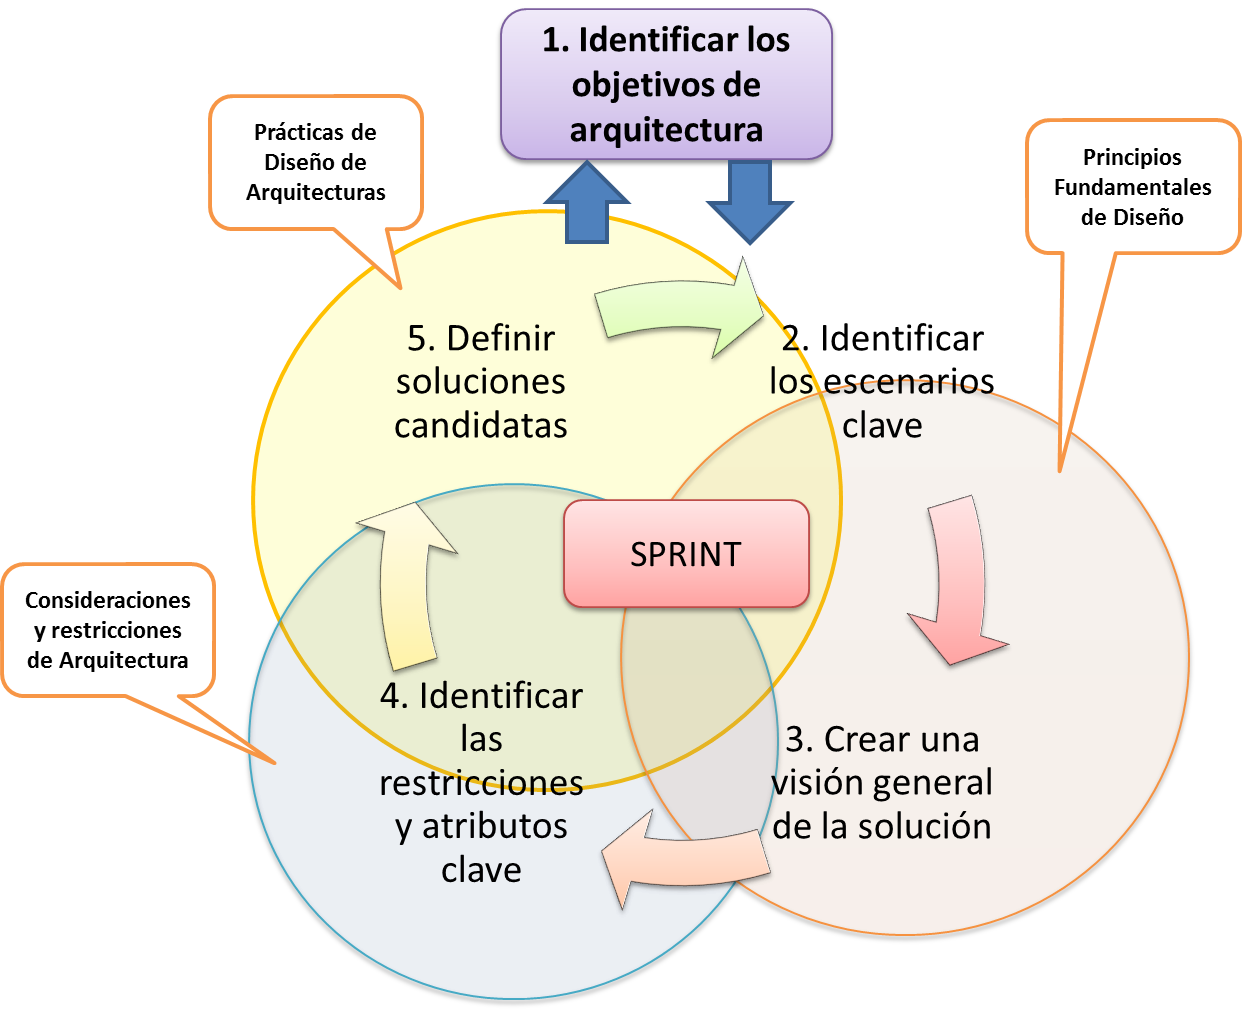 1. Identificar los
objetivos de
arquitectura
Prácticas de
Diseño de
Arquitecturas
Principios
Fundamentales
de Diseño
5. Definir
soluciones
candidatas
2. Identificar
los escenarios
clave
SPRINT
Consideraciones
y restricciones
de Arquitectura
4. Identificar
las
restricciones
y atributos
clave
3. Crear una
visión general
de la solución